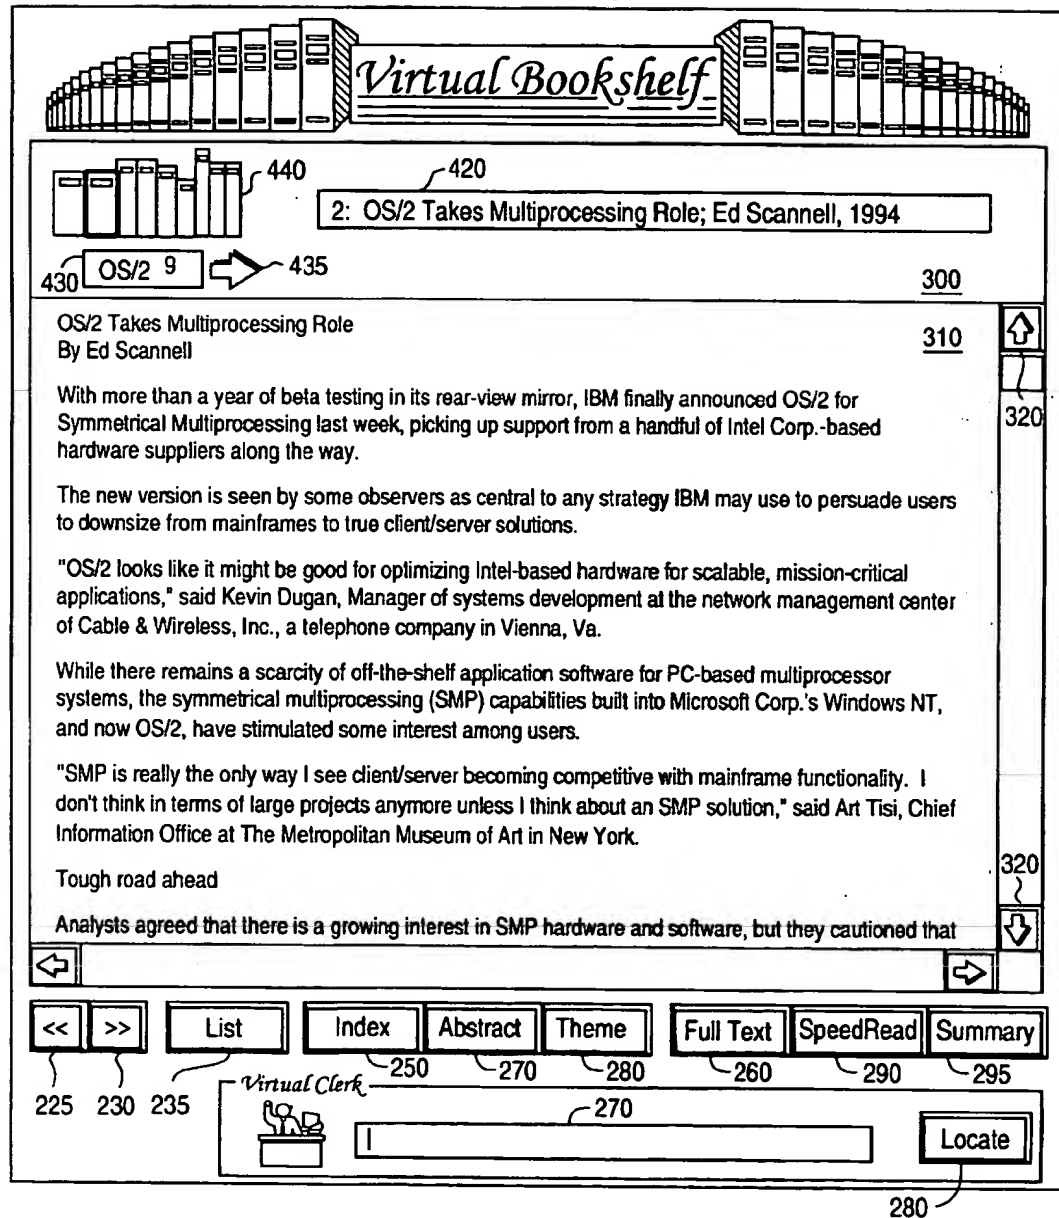 Virtual Bookshelf
440
420
2: OS/2 Takes Multiprocessing Role; Ed Scannell, 1994
430
OS/2 9
435
300
OS/2 Takes Multiprocessing Role
310
By Ed Scannell
With more than a year of beta testing in its rear-view mirror, IBM finally announced OS/2 for
320
Symmetrical Multiprocessing last week, picking up support from a handful of Intel Corp.-based
hardware suppliers along the way.
The new version is seen by some observers as central to any strategy IBM may use to persuade users
to downsize from mainframes to true client/server solutions.
"OS/2 looks like it might be good for optimizing Intel-based hardware for scalable, mission-critical
applications," said Kevin Dugan, Manager of systems development at the network management center
of Cable & Wireless, Inc., a telephone company in Vienna, Va.
While there remains a scarcity of off-the-shelf application software for PC-based multiprocessor
systems, the symmetrical multiprocessing (SMP) capabilities built into Microsoft Corp.'s Windows NT,
and now OS/2, have stimulated some interest among users.
"SMP is really the only way I see client/server becoming competitive with mainframe functionality. I
don't think in terms of large projects anymore unless I think about an SMP solution," said Art Tisi, Chief
Information Office at The Metropolitan Museum of Art in New York.
320
Tough road ahead
Analysts agreed that there is a growing interest in SMP hardware and software, but they cautioned that
<< >> List Index Abstract Theme Full Text SpeedRead Summary
225 230 235 250 270 280 260 290 295
Virtual Clerk
270
Locate
280